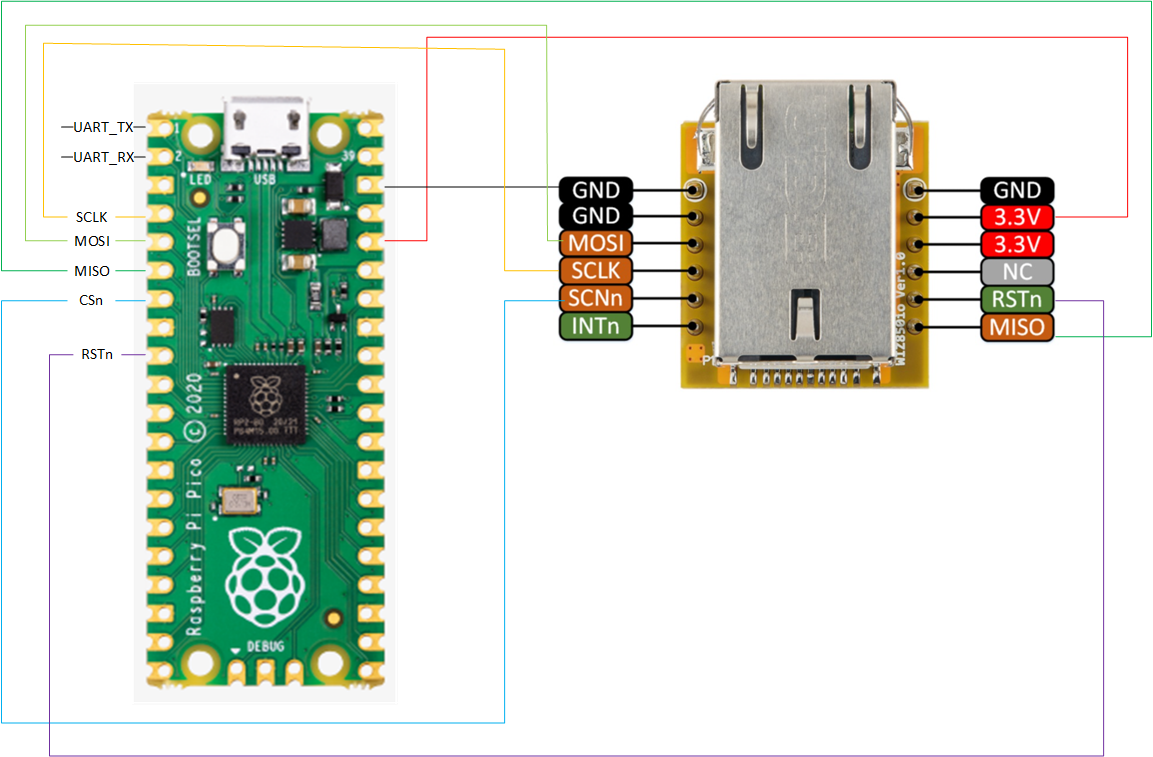 UART_TX
1
UART_RX
2
39
LED
USB
SCLK
MOSI
MISO
CSn
RSTn
BOOTSEL
Raspberry Pi Pico © 2020
DEBUG
GND
GND
MOSI
SCLK
SCNn
INTn
GND
3.3V
3.3V
NC
RSTn
MISO
WIZ850io Ver1.0
P1